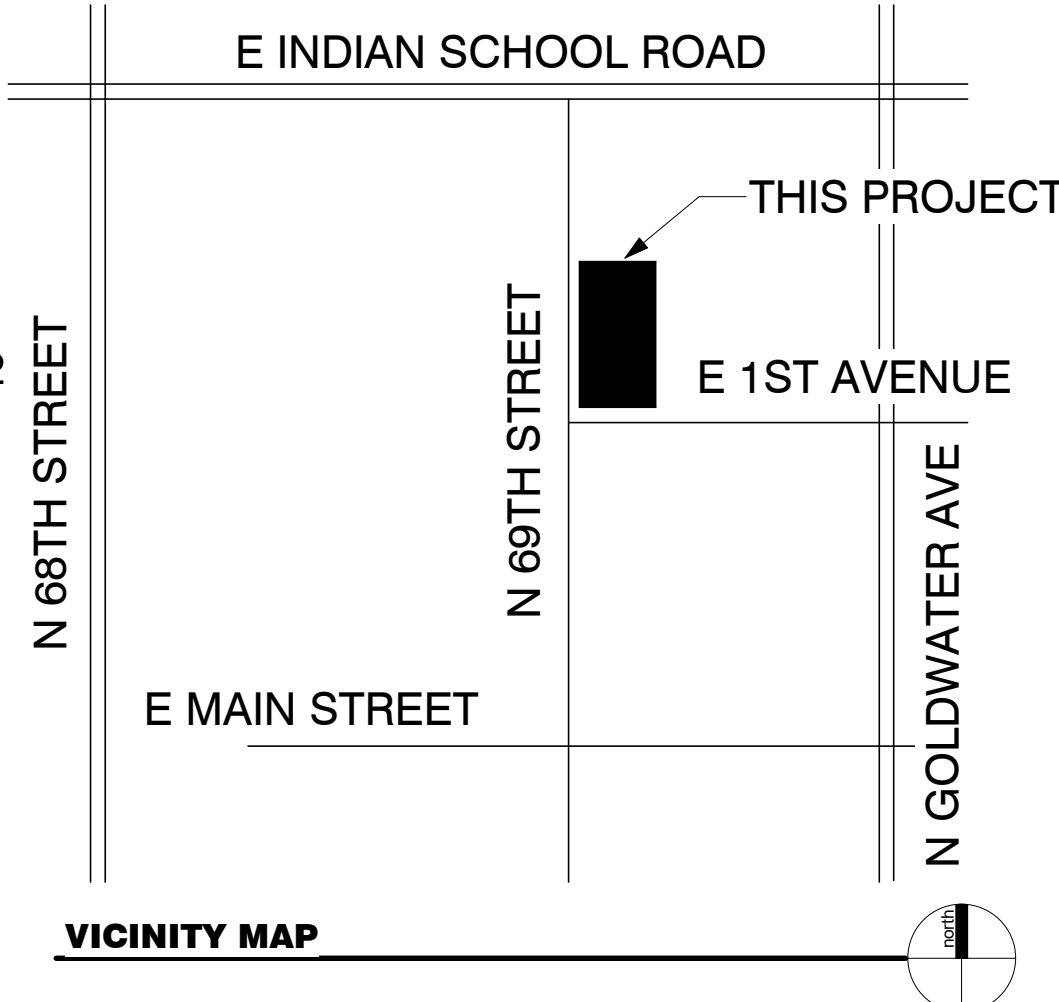 E INDIAN SCHOOL ROAD
THIS PROJECT
N 68TH STREET
N 69TH STREET
E 1ST AVENUE
N GOLDWATER AVE
E MAIN STREET
VICINITY MAP
north